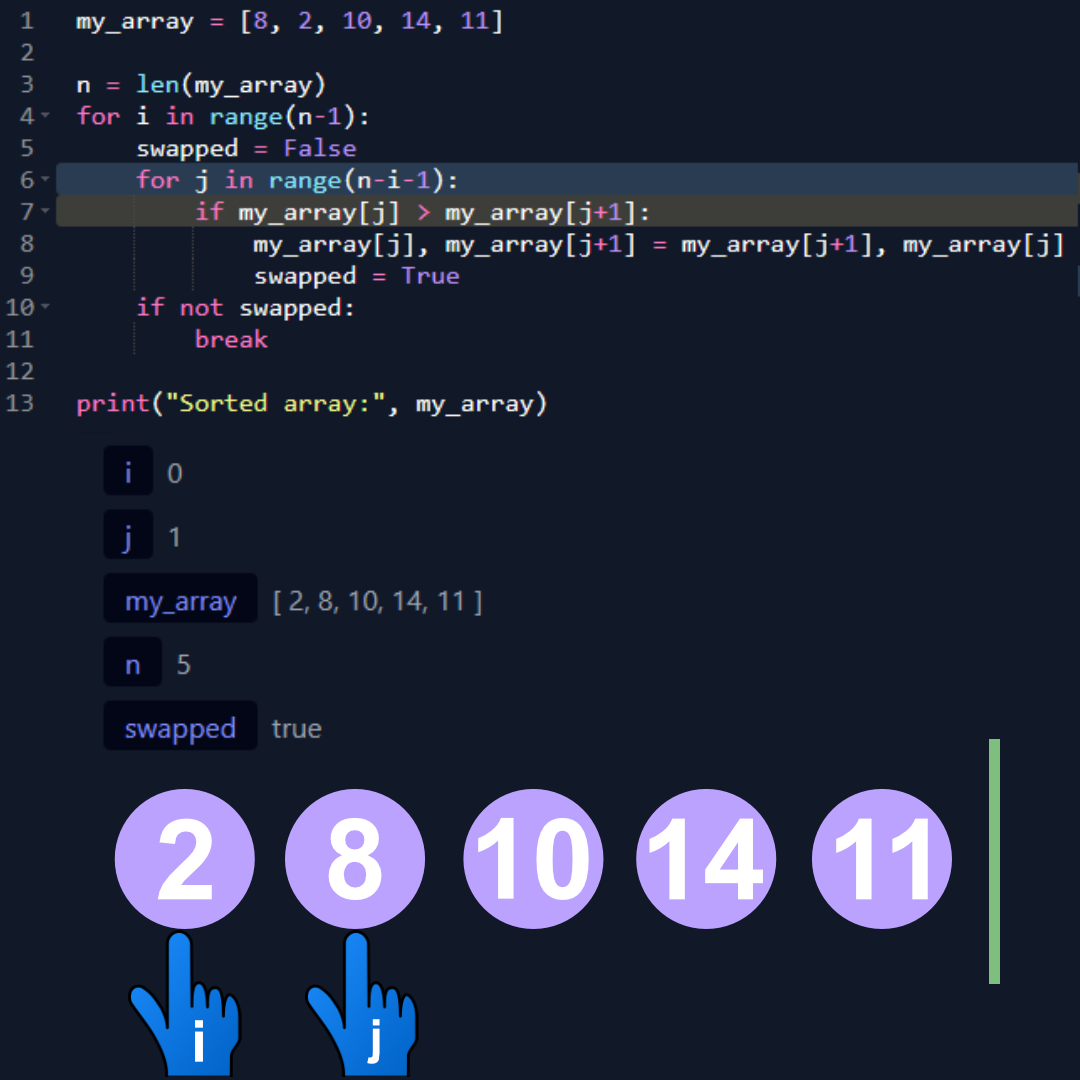 1 my_array = [8, 2, 10, 14, 11]
2
3 n = len(my_array)
4 for i in range(n-1):
5     swapped = False
6     for j in range(n-i-1):
7         if my_array[j] > my_array[j+1]:
8             my_array[j], my_array[j+1] = my_array[j+1], my_array[j]
9             swapped = True
10     if not swapped:
11         break
12
13 print("Sorted array:", my_array)
i 0
j 1
my_array [ 2, 8, 10, 14, 11 ]
n 5
swapped true
2 8 10 14 11
i j